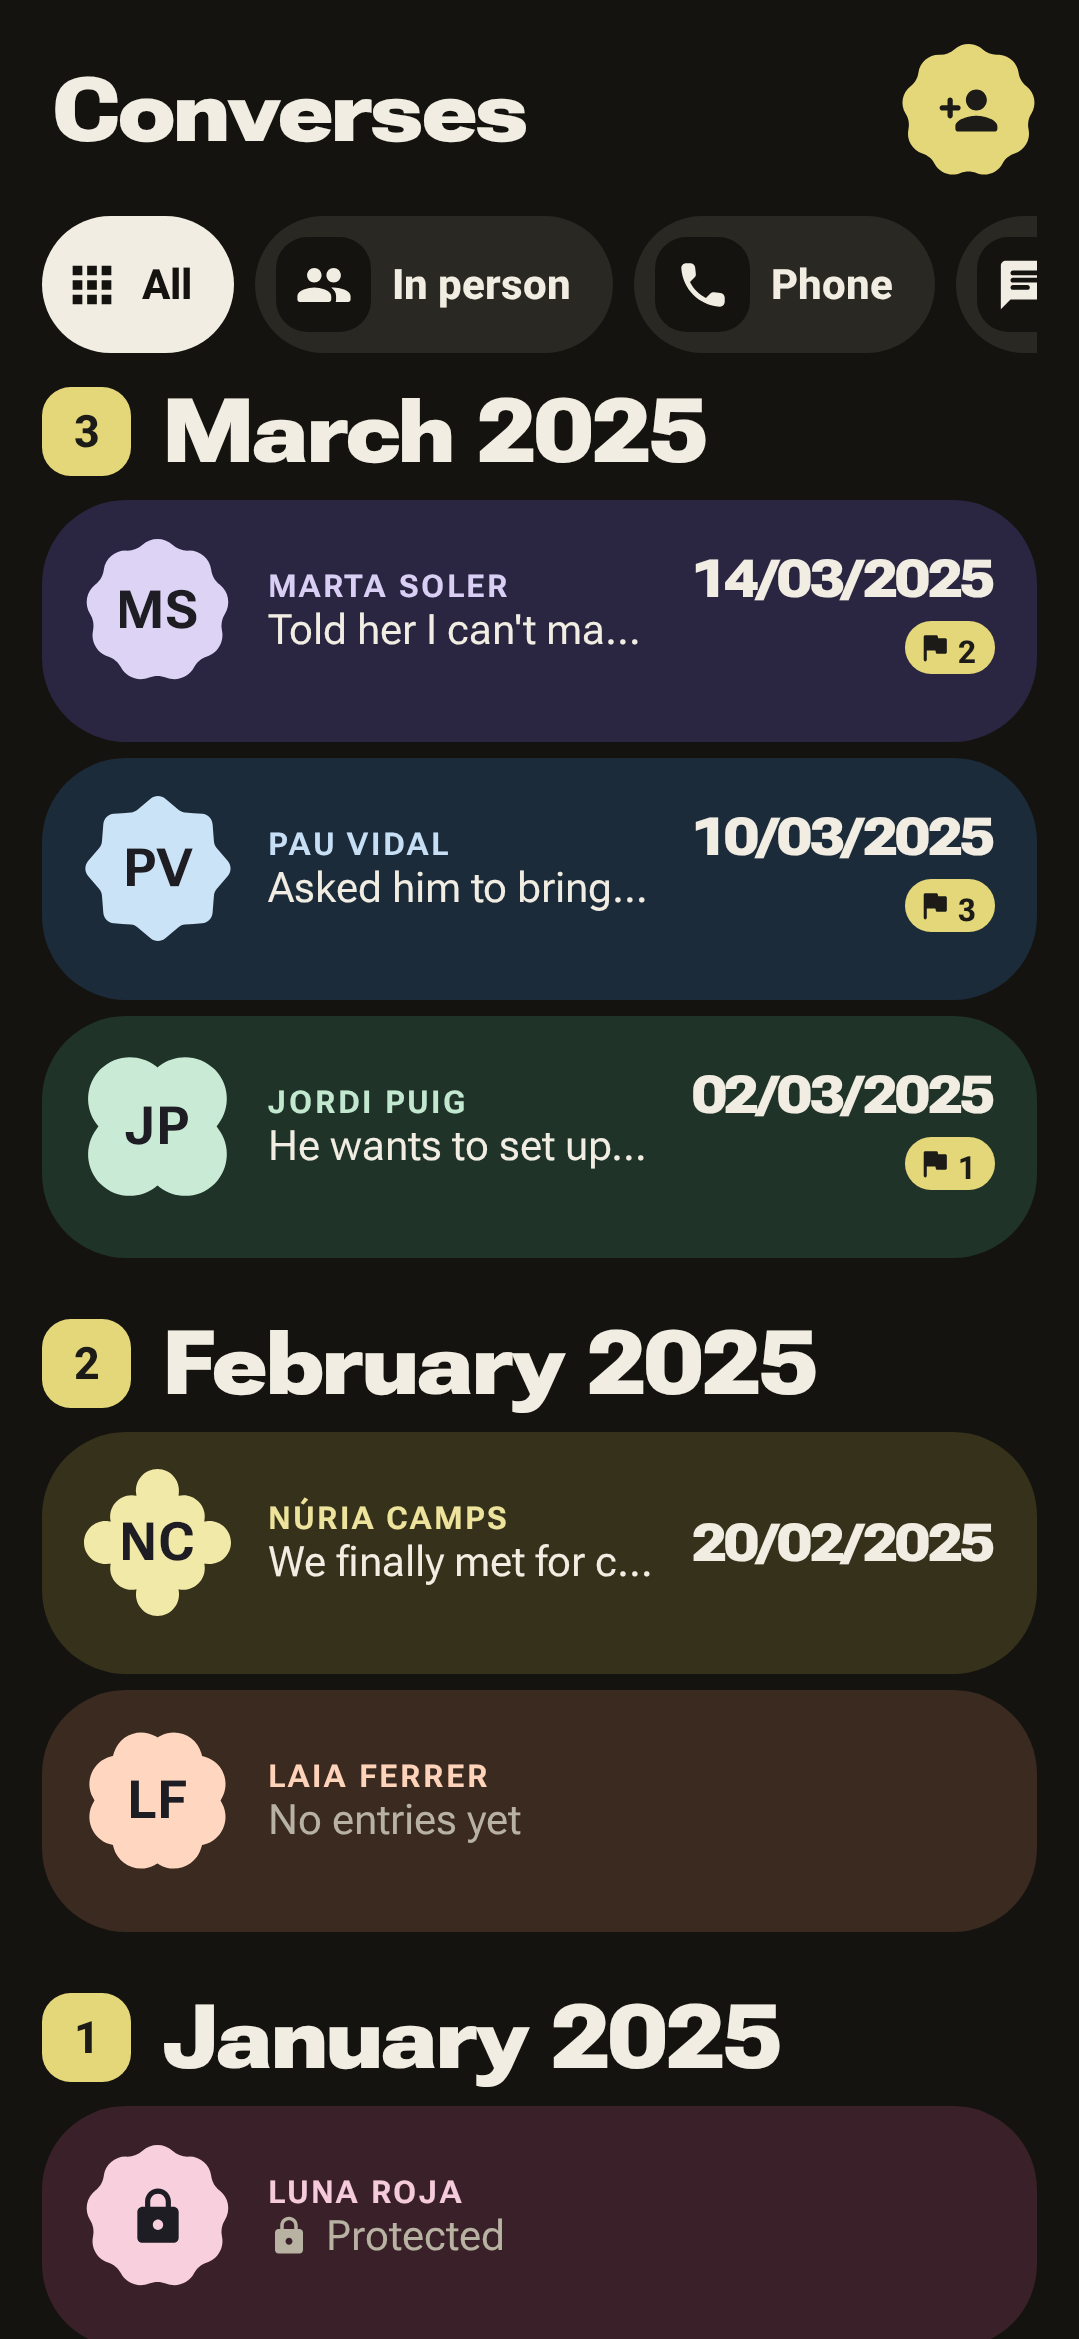 Converses
All
In person
Phone
3
March 2025
MS
MARTA SOLER
Told her I can't ma...
14/03/2025
2
PV
PAU VIDAL
Asked him to bring...
10/03/2025
3
JP
JORDI PUIG
He wants to set up...
02/03/2025
1
2
February 2025
NC
NÚRIA CAMPS
We finally met for c...
20/02/2025
LF
LAIA FERRER
No entries yet
1
January 2025
LUNA ROJA
Protected